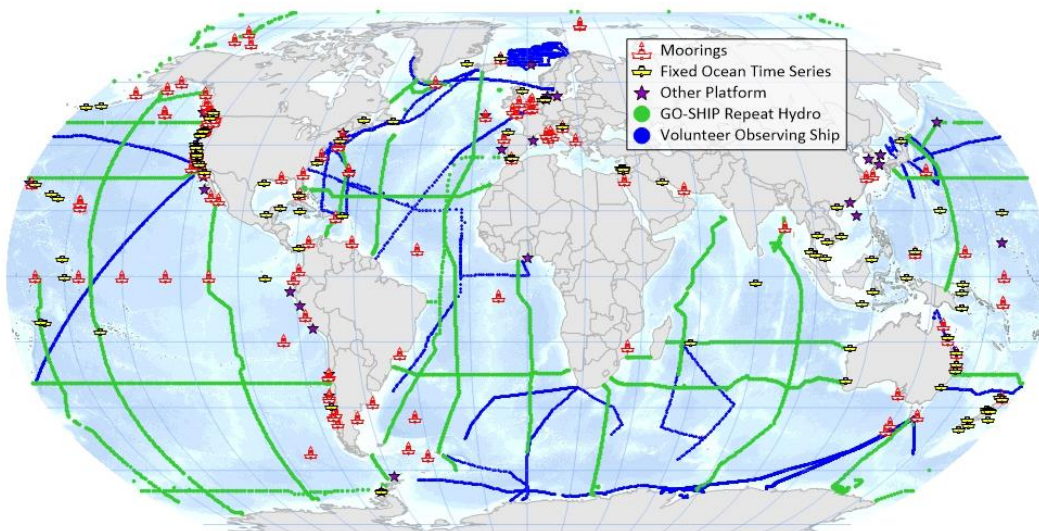 Moorings
Fixed Ocean Time Series
Other Platform
GO-SHIP Repeat Hydro
Volunteer Observing Ship